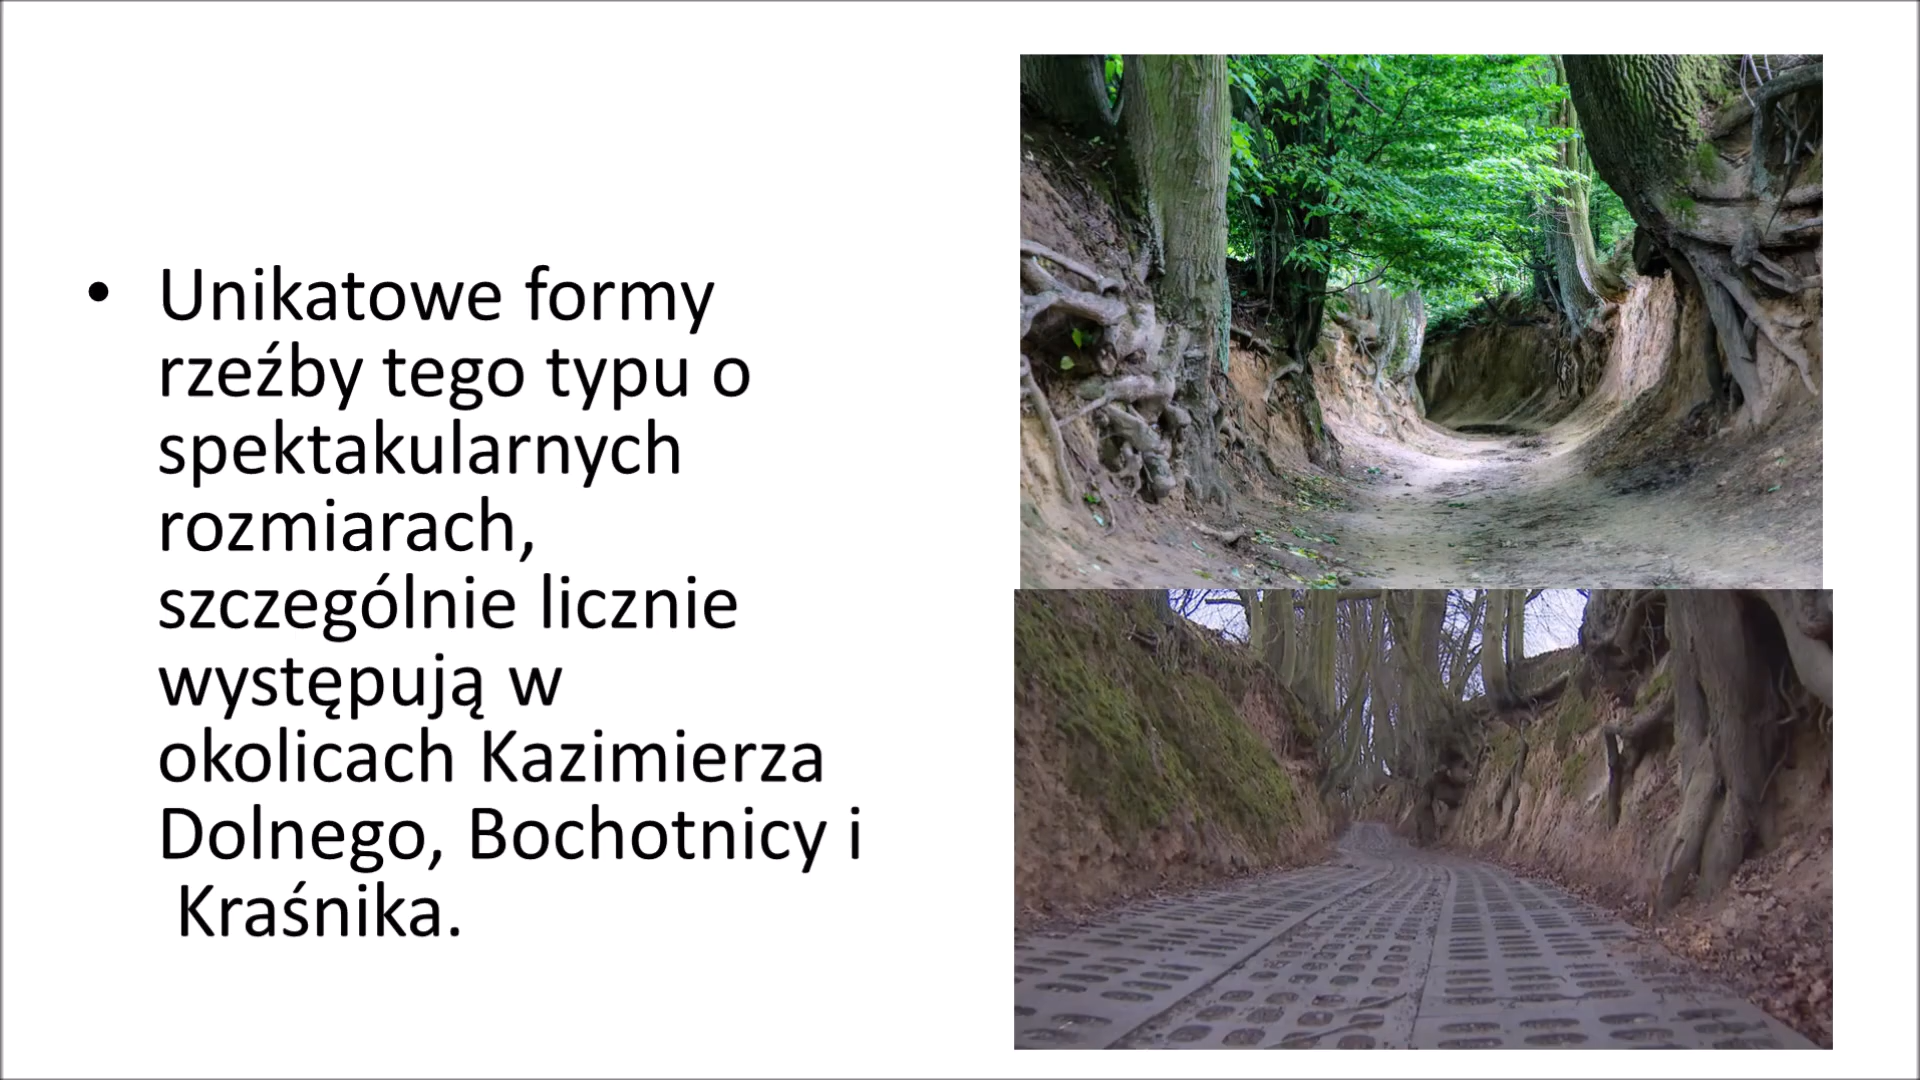 • Unikatowe formy
rzeźby tego typu o
spektakularnych
rozmiarach,
szczególnie licznie
występują w
okolicach Kazimierza
Dolnego, Bochotnicy i
Kraśnika.